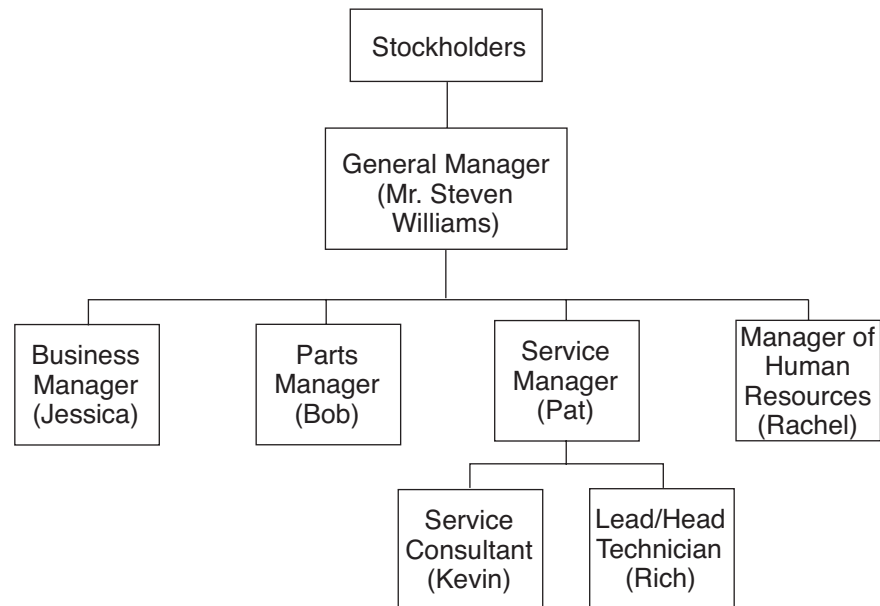 Stockholders
General Manager
(Mr. Steven
Williams)
Business
Manager
(Jessica)
Parts
Manager
(Bob)
Service
Manager
(Pat)
Manager of
Human
Resources
(Rachel)
Service
Consultant
(Kevin)
Lead/Head
Technician
(Rich)